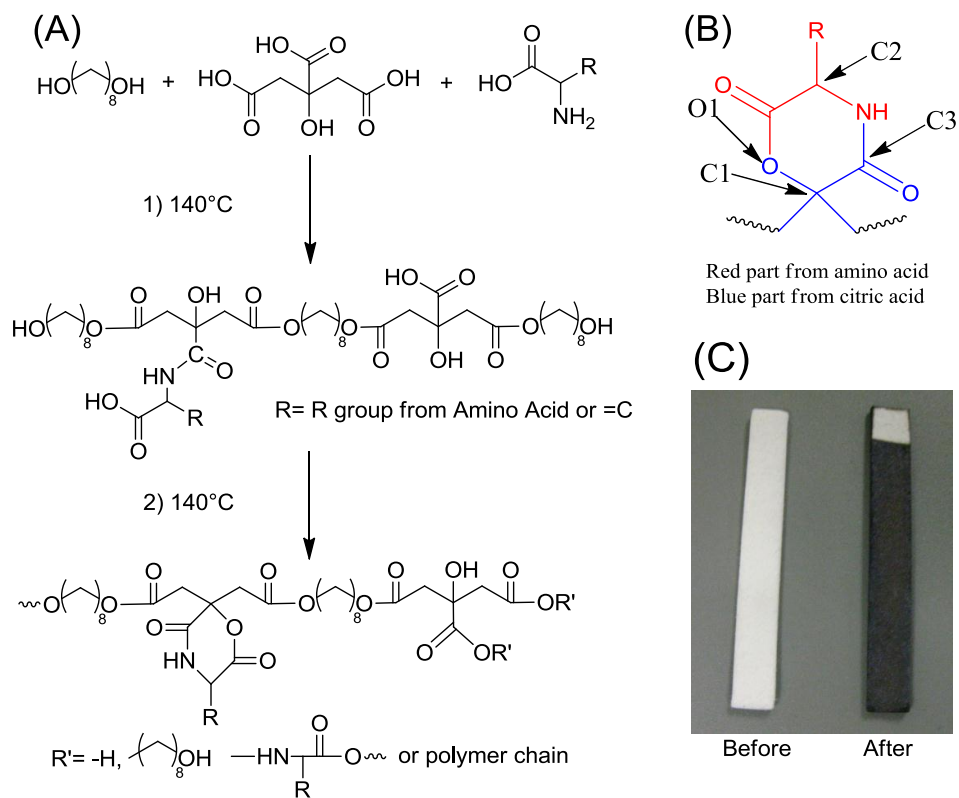 (A)
HO ( )8 OH + HO O HO O OH O OH O + O HO R NH2
1) 140°C
HO ( )8 O O OH O O ( )8 O O HO O OH O O ( )8 OH
HN C O
HO O R
R= R group from Amino Acid or =C
2) 140°C
O ( )8 O O O O ( )8 O O OH O OR'
O O O OR'
HN O
R
R'= -H, ( )8 OH —HN O O or polymer chain
R
(B)
R
C2
O
O1
NH
C3
O
C1
O
Red part from amino acid
Blue part from citric acid
(C)
Before After